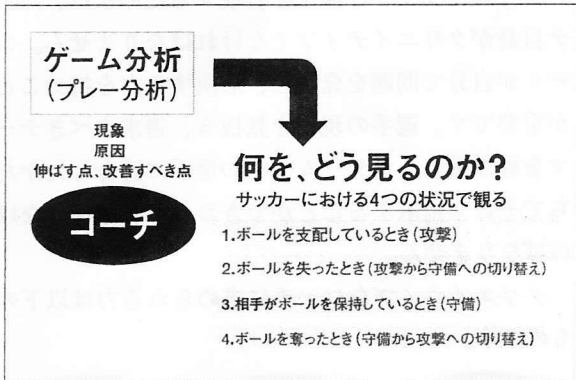 ゲーム分析
(プレー分析)
現象
原因
伸ばす点、改善すべき点
コーチ
何を、どう見るのか?
サッカーにおける4つの状況で観る
1.ボールを支配しているとき(攻撃)
2.ボールを失ったとき(攻撃から守備への切り替え)
3.相手がボールを保持しているとき(守備)
4.ボールを奪ったとき(守備から攻撃への切り替え)